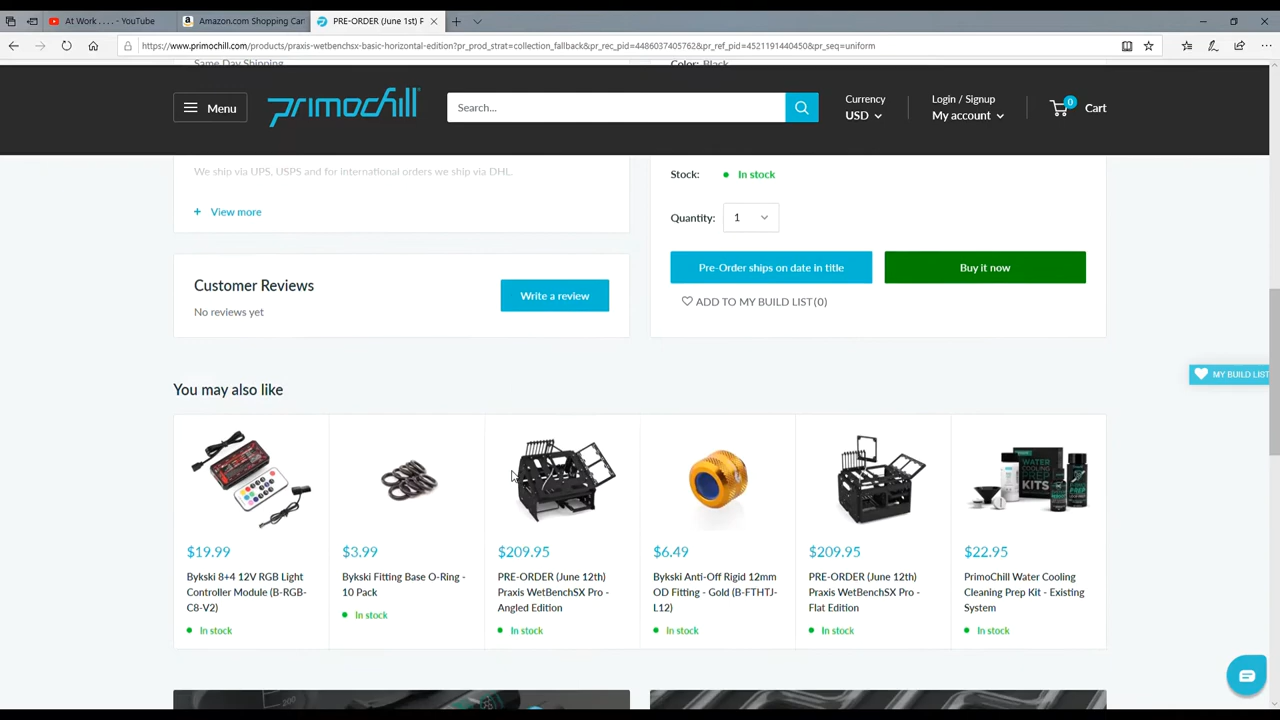 At Work . . . . - YouTube
Amazon.com Shopping Car
PRE-ORDER (June 1st) P
https://www.primochill.com/products/praxis-wetbenchsx-basic-horizontal-edition?pr_prod_strat=collection_fallback&pr_rec_pid=4486037405762&pr_ref_pid=4521191440450&pr_seq=uniform
Same Day Shipping
Color: Black
Menu
primochill
Search...
Currency
USD
Login / Signup
My account
0
Cart
We ship via UPS, USPS and for international orders we ship via DHL.
+ View more
Stock: In stock
Quantity: 1
Pre-Order ships on date in title
Buy it now
ADD TO MY BUILD LIST(0)
Customer Reviews
No reviews yet
Write a review
MY BUILD LIST
You may also like
WATER COOLING PREP KITS
$19.99
Bykski 8+4 12V RGB Light
Controller Module (B-RGB-
C8-V2)
In stock
$3.99
Bykski Fitting Base O-Ring -
10 Pack
In stock
$209.95
PRE-ORDER (June 12th)
Praxis WetBenchSX Pro -
Angled Edition
In stock
$6.49
Bykski Anti-Off Rigid 12mm
OD Fitting - Gold (B-FTHTJ-
L12)
In stock
$209.95
PRE-ORDER (June 12th)
Praxis WetBenchSX Pro -
Flat Edition
In stock
$22.95
PrimoChill Water Cooling
Cleaning Prep Kit - Existing
System
In stock
200